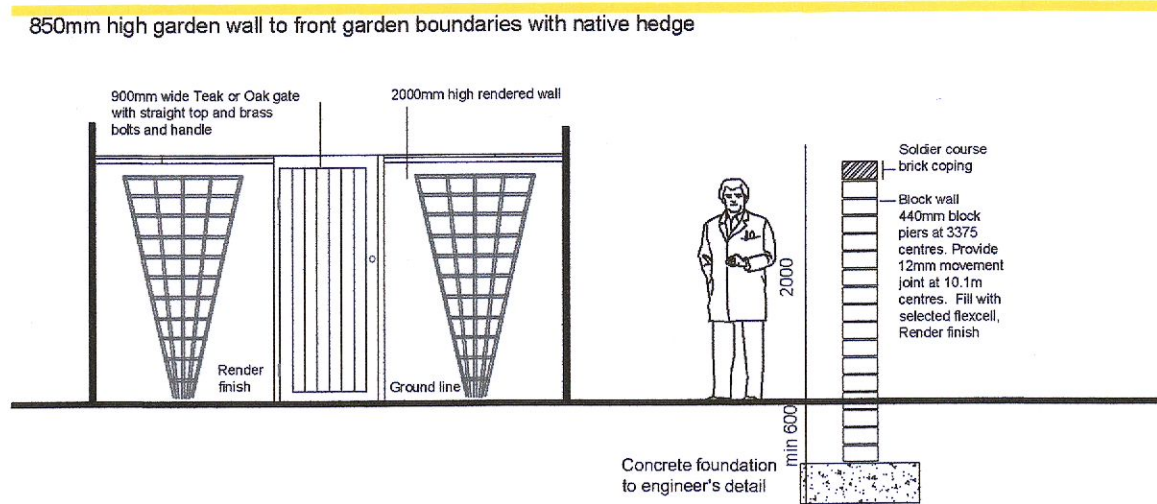 850mm high garden wall to front garden boundaries with native hedge
900mm wide Teak or Oak gate
with straight top and brass
bolts and handle
2000mm high rendered wall
Render
finish
Ground line
2000
min 600
Concrete foundation
to engineer's detail
Soldier course
brick coping
Block wall
440mm block
piers at 3375
centres. Provide
12mm movement
joint at 10.1m
centres. Fill with
selected flexcell,
Render finish